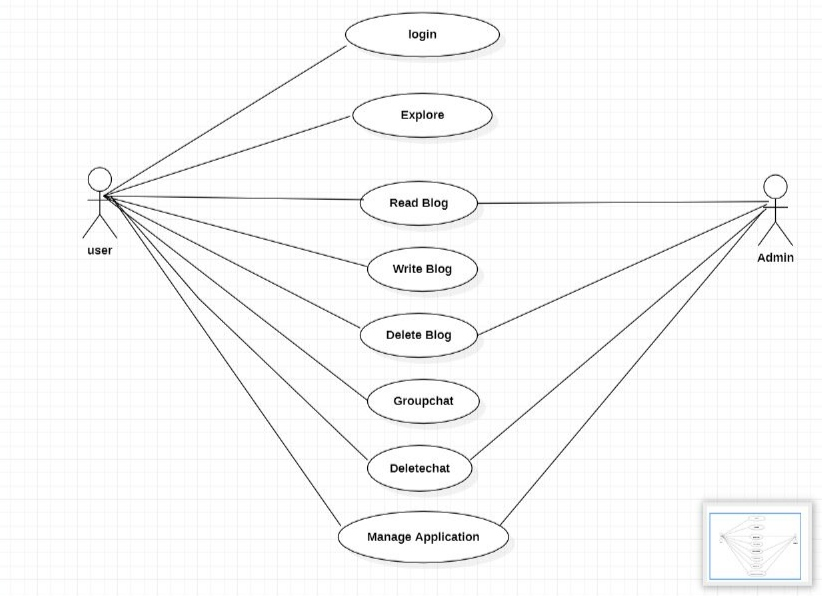 login
Explore
Read Blog
Write Blog
user
Admin
Delete Blog
Groupchat
Deletechat
Manage Application